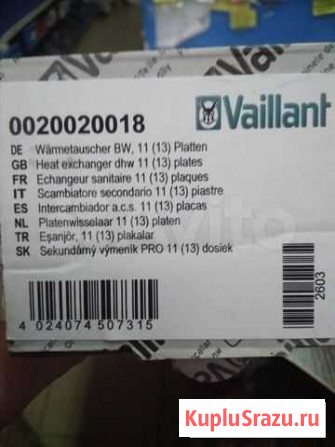 0020020018
Vaillant
DE Wärmetauscher BW, 11 (13) Platten
GB Heat exchanger dhw 11 (13) plates
FR Echangeur sanitaire 11 (13) plaques
IT Scambiatore secondario 11 (13) piastre
ES Intercambiador a.c.s. 11 (13) placas
NL Platenwisselaar 11 (13) platen
TR Eşanjör, 11 (13) plakalar
SK Sekundárny výmeník PRO 11 (13) dosiek
4 024074 507315
2603
Avito
KupluSrazu.ru